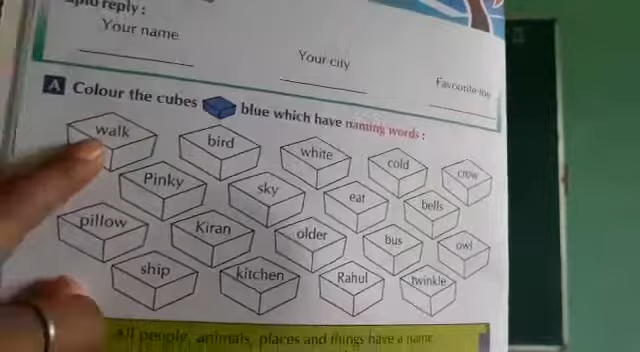 reply :
Your name
Your city
Favourite
A Colour the cubes blue which have naming words :
walk bird white cold crow
Pinky sky eat bells
pillow Kiran older bus owl
ship kitchen Rahul twinkle
All people, animals, places and things have a name